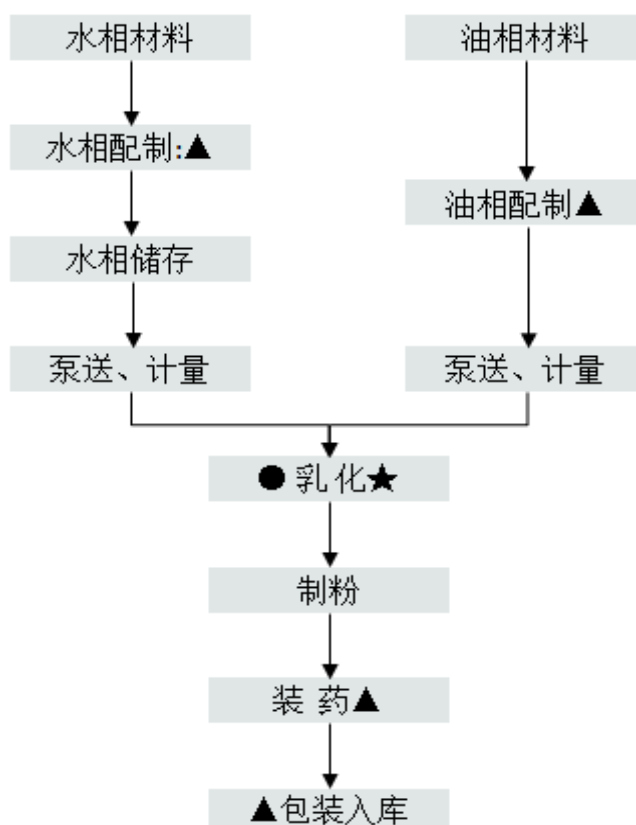 水相材料
油相材料
水相配制:▲
油相配制▲
水相储存
泵送、计量
泵送、计量
●乳化★
制粉
装 药▲
▲包装入库